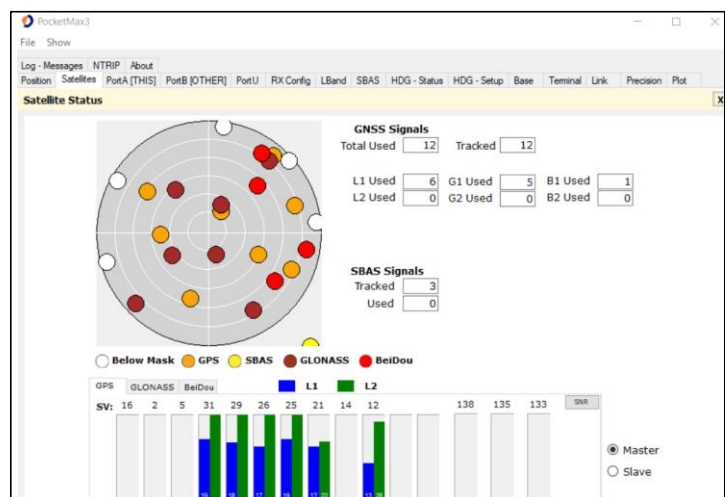 PocketMax3
File Show
Log - Messages NTRIP About
Position Satellites PortA [THIS] PortB [OTHER] PortU RX Config LBand SBAS HDG - Status HDG - Setup Base Terminal Link Precision Plot
Satellite Status X
GNSS Signals
Total Used 12 Tracked 12
L1 Used 6 G1 Used 5 B1 Used 1
L2 Used 0 G2 Used 0 B2 Used 0
SBAS Signals
Tracked 3
Used 0
Below Mask GPS SBAS GLONASS BeiDou
GPS GLONASS BeiDou L1 L2
SV: 16 2 5 31 29 26 25 21 14 12 138 135 133 SNR
Master
Slave